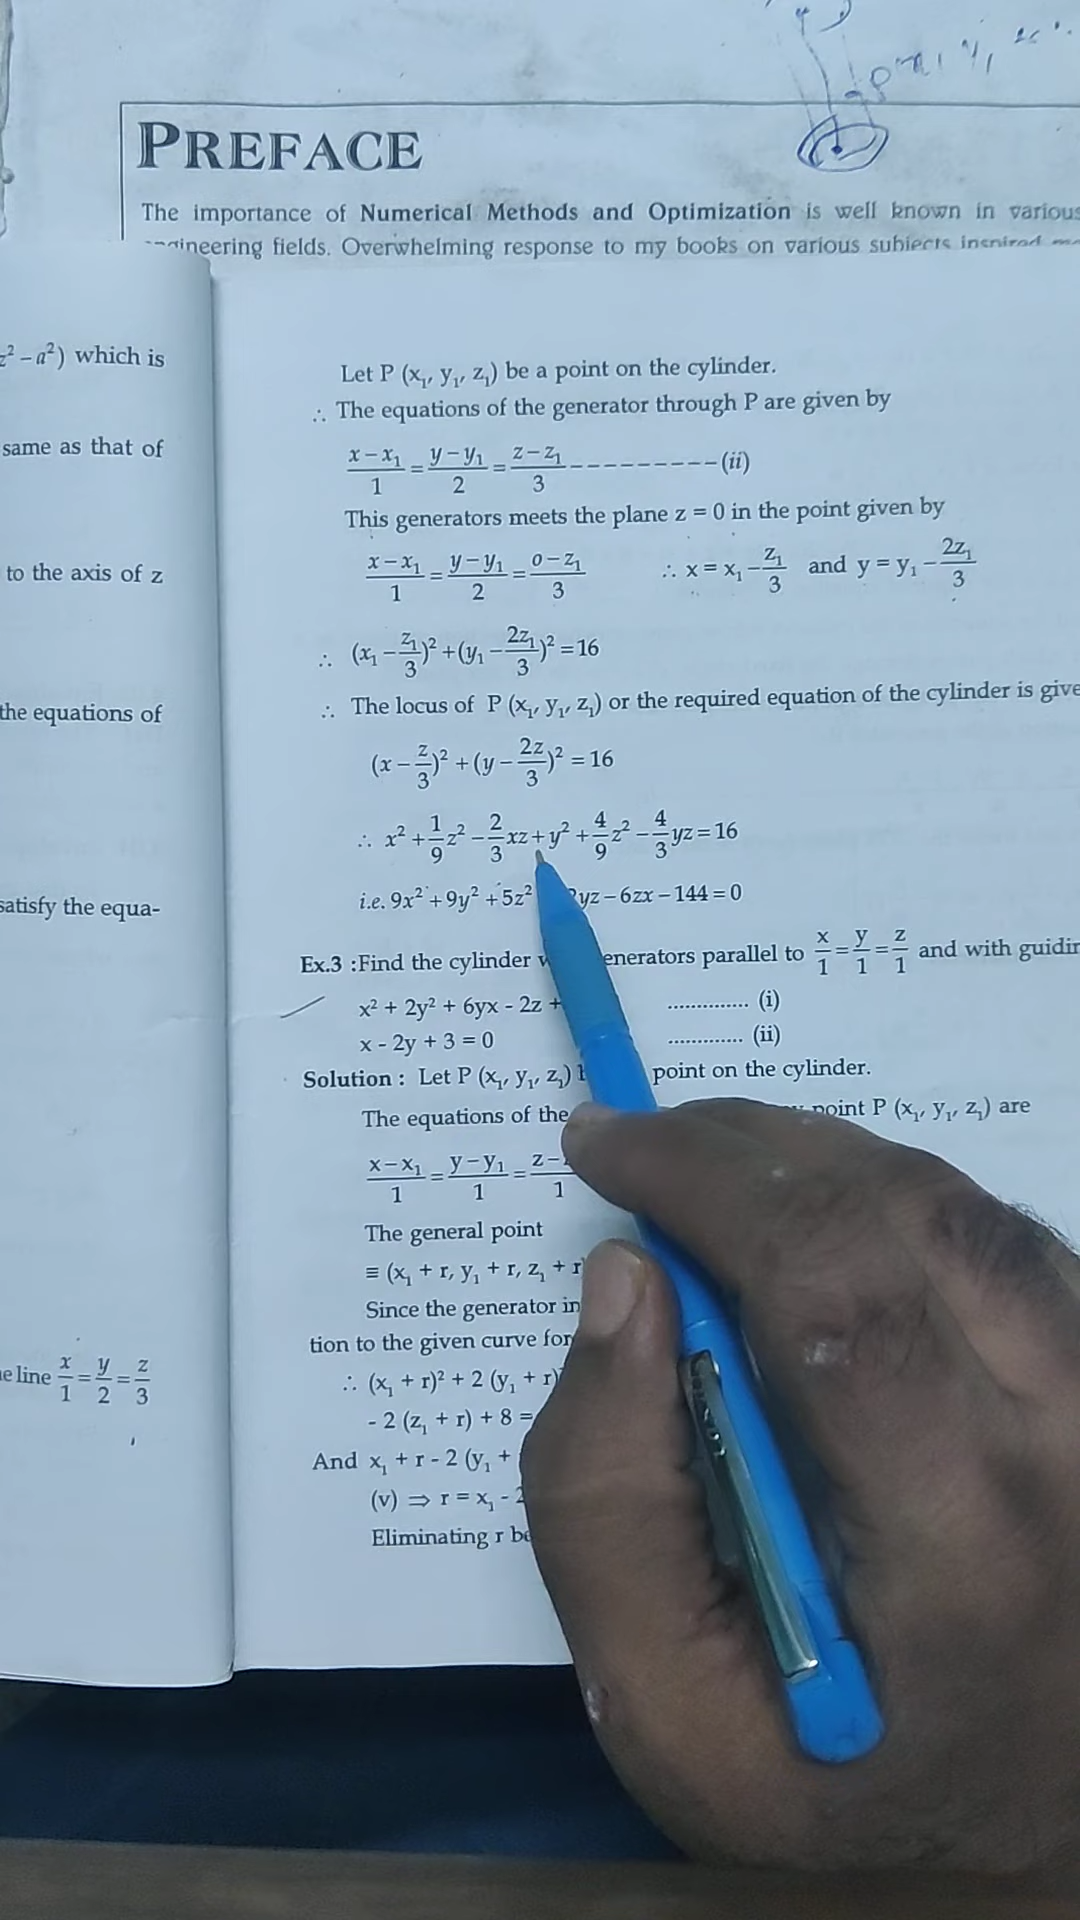 PREFACE
The importance of Numerical Methods and Optimization is well known in various
fields. Overwhelming response to my books on various subjects inspired
z² – a²) which is
same as that of
to the axis of z
the equations of
satisfy the equa-
line x/1 = y/2 = z/3
Let P (x₁, y₁, z₁) be a point on the cylinder.
∴ The equations of the generator through P are given by
(x – x₁)/1 = (y – y₁)/2 = (z – z₁)/3 ---------- (ii)
This generators meets the plane z = 0 in the point given by
(x – x₁)/1 = (y – y₁)/2 = (o – z₁)/3 ∴ x = x₁ – z₁/3 and y = y₁ – 2z₁/3
∴ (x₁ – z₁/3)² + (y₁ – 2z₁/3)² = 16
∴ The locus of P (x₁, y₁, z₁) or the required equation of the cylinder is give
(x – z/3)² + (y – 2z/3)² = 16
∴ x² + 1/9 z² – 2/3 xz + y² + 4/9 z² – 4/3 yz = 16
i.e. 9x² + 9y² + 5z² yz – 6zx – 144 = 0
Ex.3 : Find the cylinder enerators parallel to x/1 = y/1 = z/1 and with guidin
x² + 2y² + 6yx - 2z + .............. (i)
x - 2y + 3 = 0 ............. (ii)
Solution : Let P (x₁, y₁, z₁) point on the cylinder.
The equations of the point P (x₁, y₁, z₁) are
(x – x₁)/1 = (y – y₁)/1 = z –/1
The general point
≡ (x₁ + r, y₁ + r, z₁ + r
Since the generator in
tion to the given curve for
∴ (x₁ + r)² + 2 (y₁ + r)
- 2 (z₁ + r) + 8 =
And x₁ + r - 2 (y₁ +
(v) ⇒ r = x₁ -
Eliminating r be